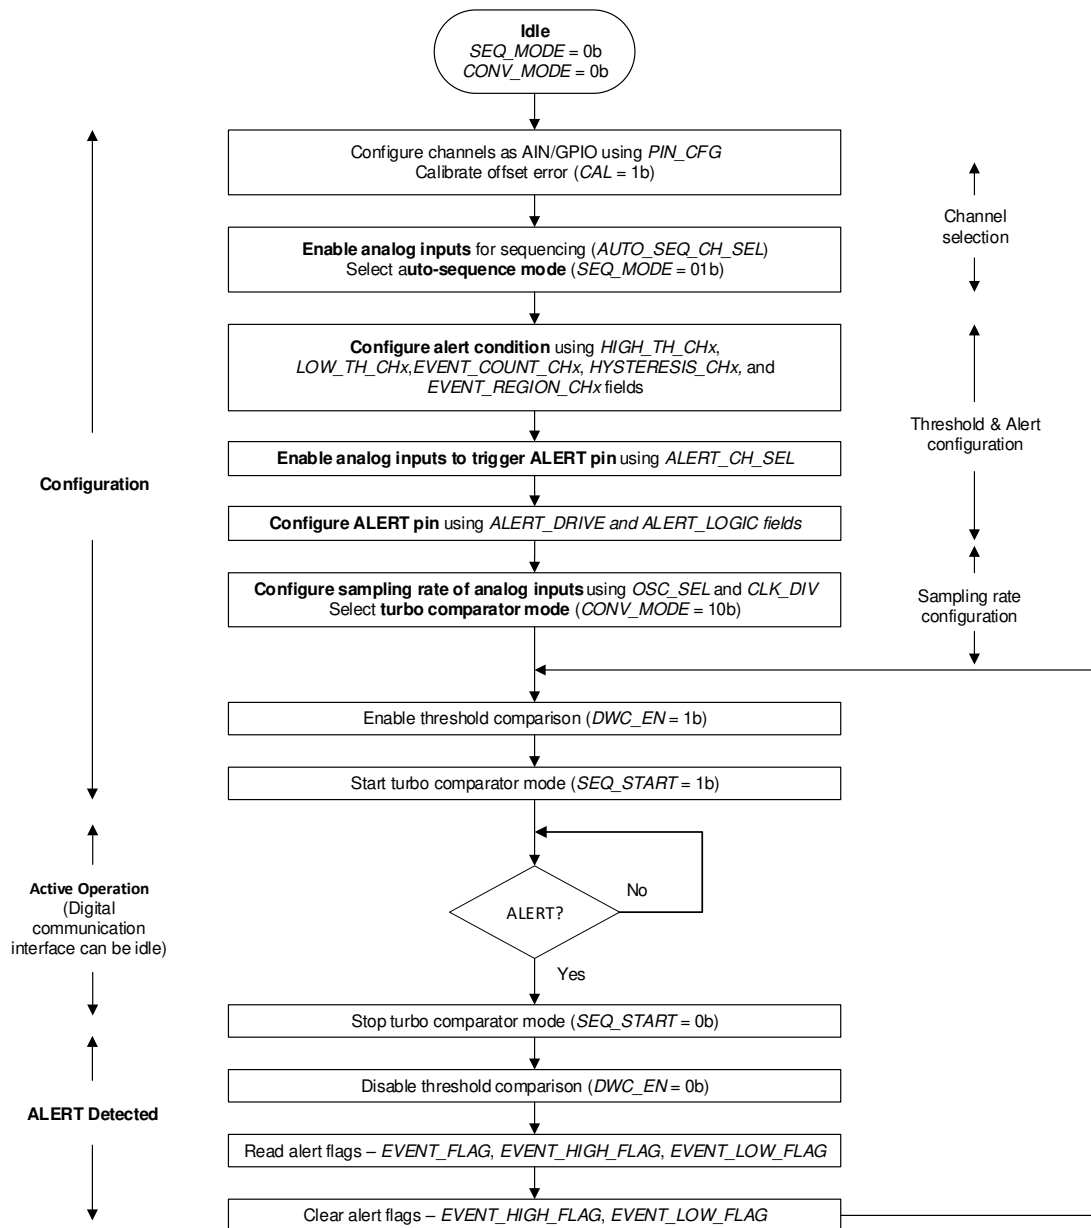 Idle
SEQ_MODE = 0b
CONV_MODE = 0b
Configure channels as AIN/GPIO using PIN_CFG
Calibrate offset error (CAL = 1b)
Channel
selection
Enable analog inputs for sequencing (AUTO_SEQ_CH_SEL)
Select auto-sequence mode (SEQ_MODE = 01b)
Configure alert condition using HIGH_TH_CHx,
LOW_TH_CHx,EVENT_COUNT_CHx, HYSTERESIS_CHx, and
EVENT_REGION_CHx fields
Threshold & Alert
configuration
Enable analog inputs to trigger ALERT pin using ALERT_CH_SEL
Configuration
Configure ALERT pin using ALERT_DRIVE and ALERT_LOGIC fields
Configure sampling rate of analog inputs using OSC_SEL and CLK_DIV
Select turbo comparator mode (CONV_MODE = 10b)
Sampling rate
configuration
Enable threshold comparison (DWC_EN = 1b)
Start turbo comparator mode (SEQ_START = 1b)
Active Operation
(Digital
communication
interface can be idle)
ALERT?
No
Yes
Stop turbo comparator mode (SEQ_START = 0b)
Disable threshold comparison (DWC_EN = 0b)
ALERT Detected
Read alert flags – EVENT_FLAG, EVENT_HIGH_FLAG, EVENT_LOW_FLAG
Clear alert flags – EVENT_HIGH_FLAG, EVENT_LOW_FLAG